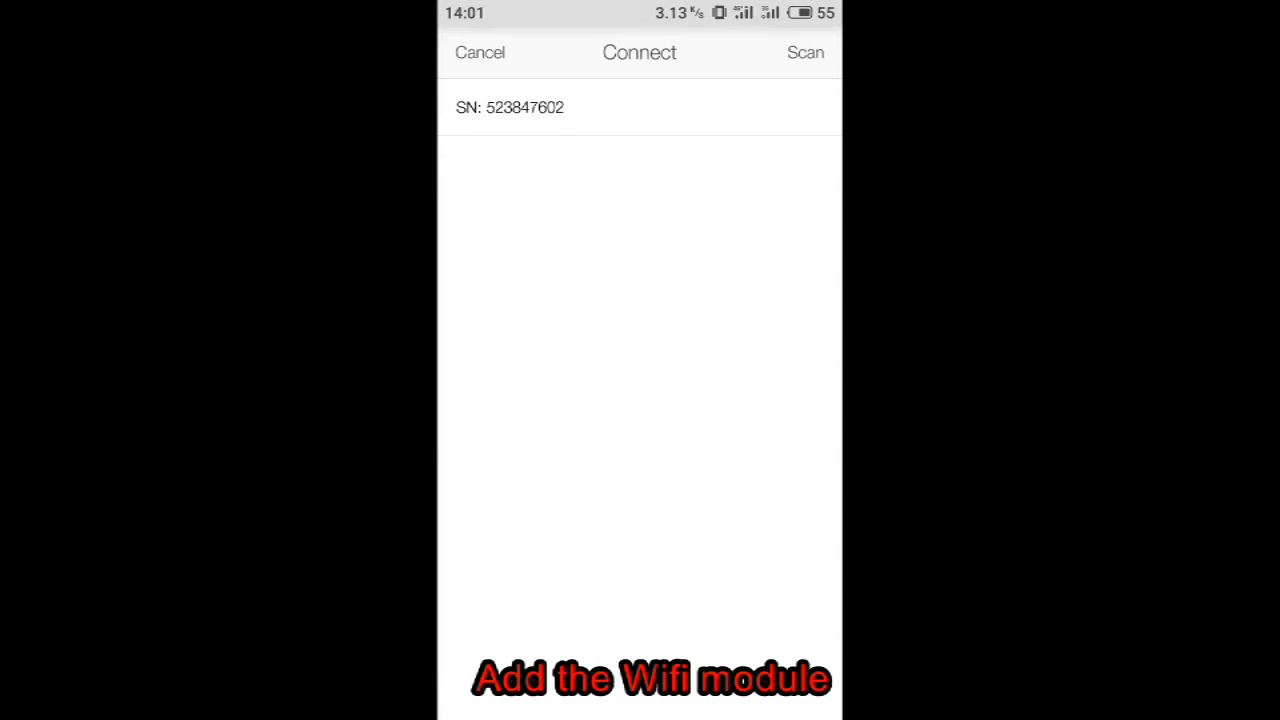 14:01 3.13 K/s 55
Cancel Connect Scan
SN: 523847602
Add the Wifi module